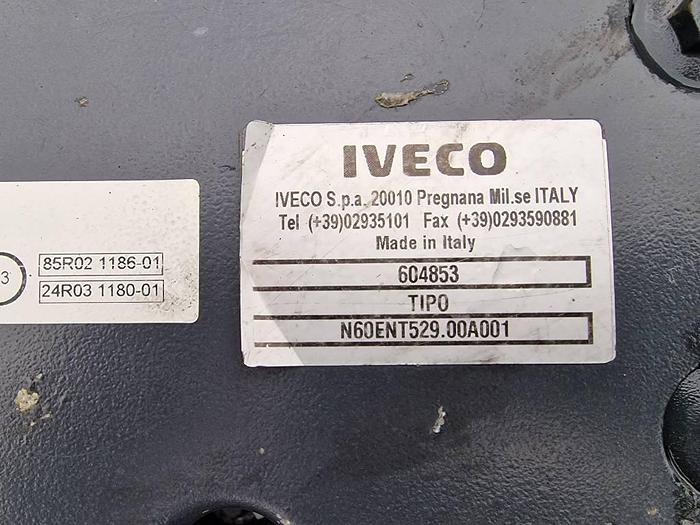 3
85R02 1186-01
24R03 1180-01
IVECO
IVECO S.p.a. 20010 Pregnana Mil.se ITALY
Tel (+39)02935101 Fax (+39)0293590881
Made in Italy
604853
TIPO
N60ENT529.00A001